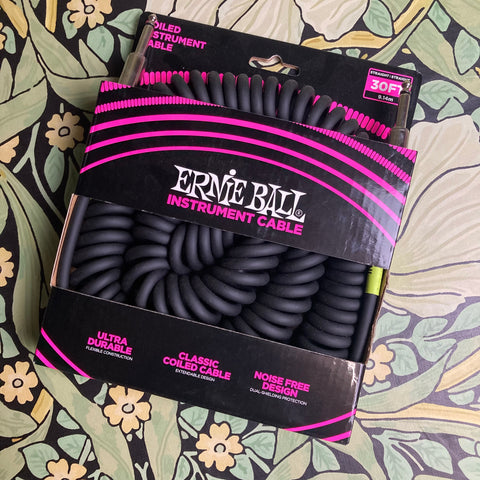 COILED
INSTRUMENT
CABLE
STRAIGHT / STRAIGHT
30FT
9.14m
ERNIE BALL®
INSTRUMENT CABLE
ULTRA
DURABLE
FLEXIBLE CONSTRUCTION
CLASSIC
COILED CABLE
EXTENDABLE DESIGN
NOISE FREE
DESIGN
DUAL-SHIELDING PROTECTION